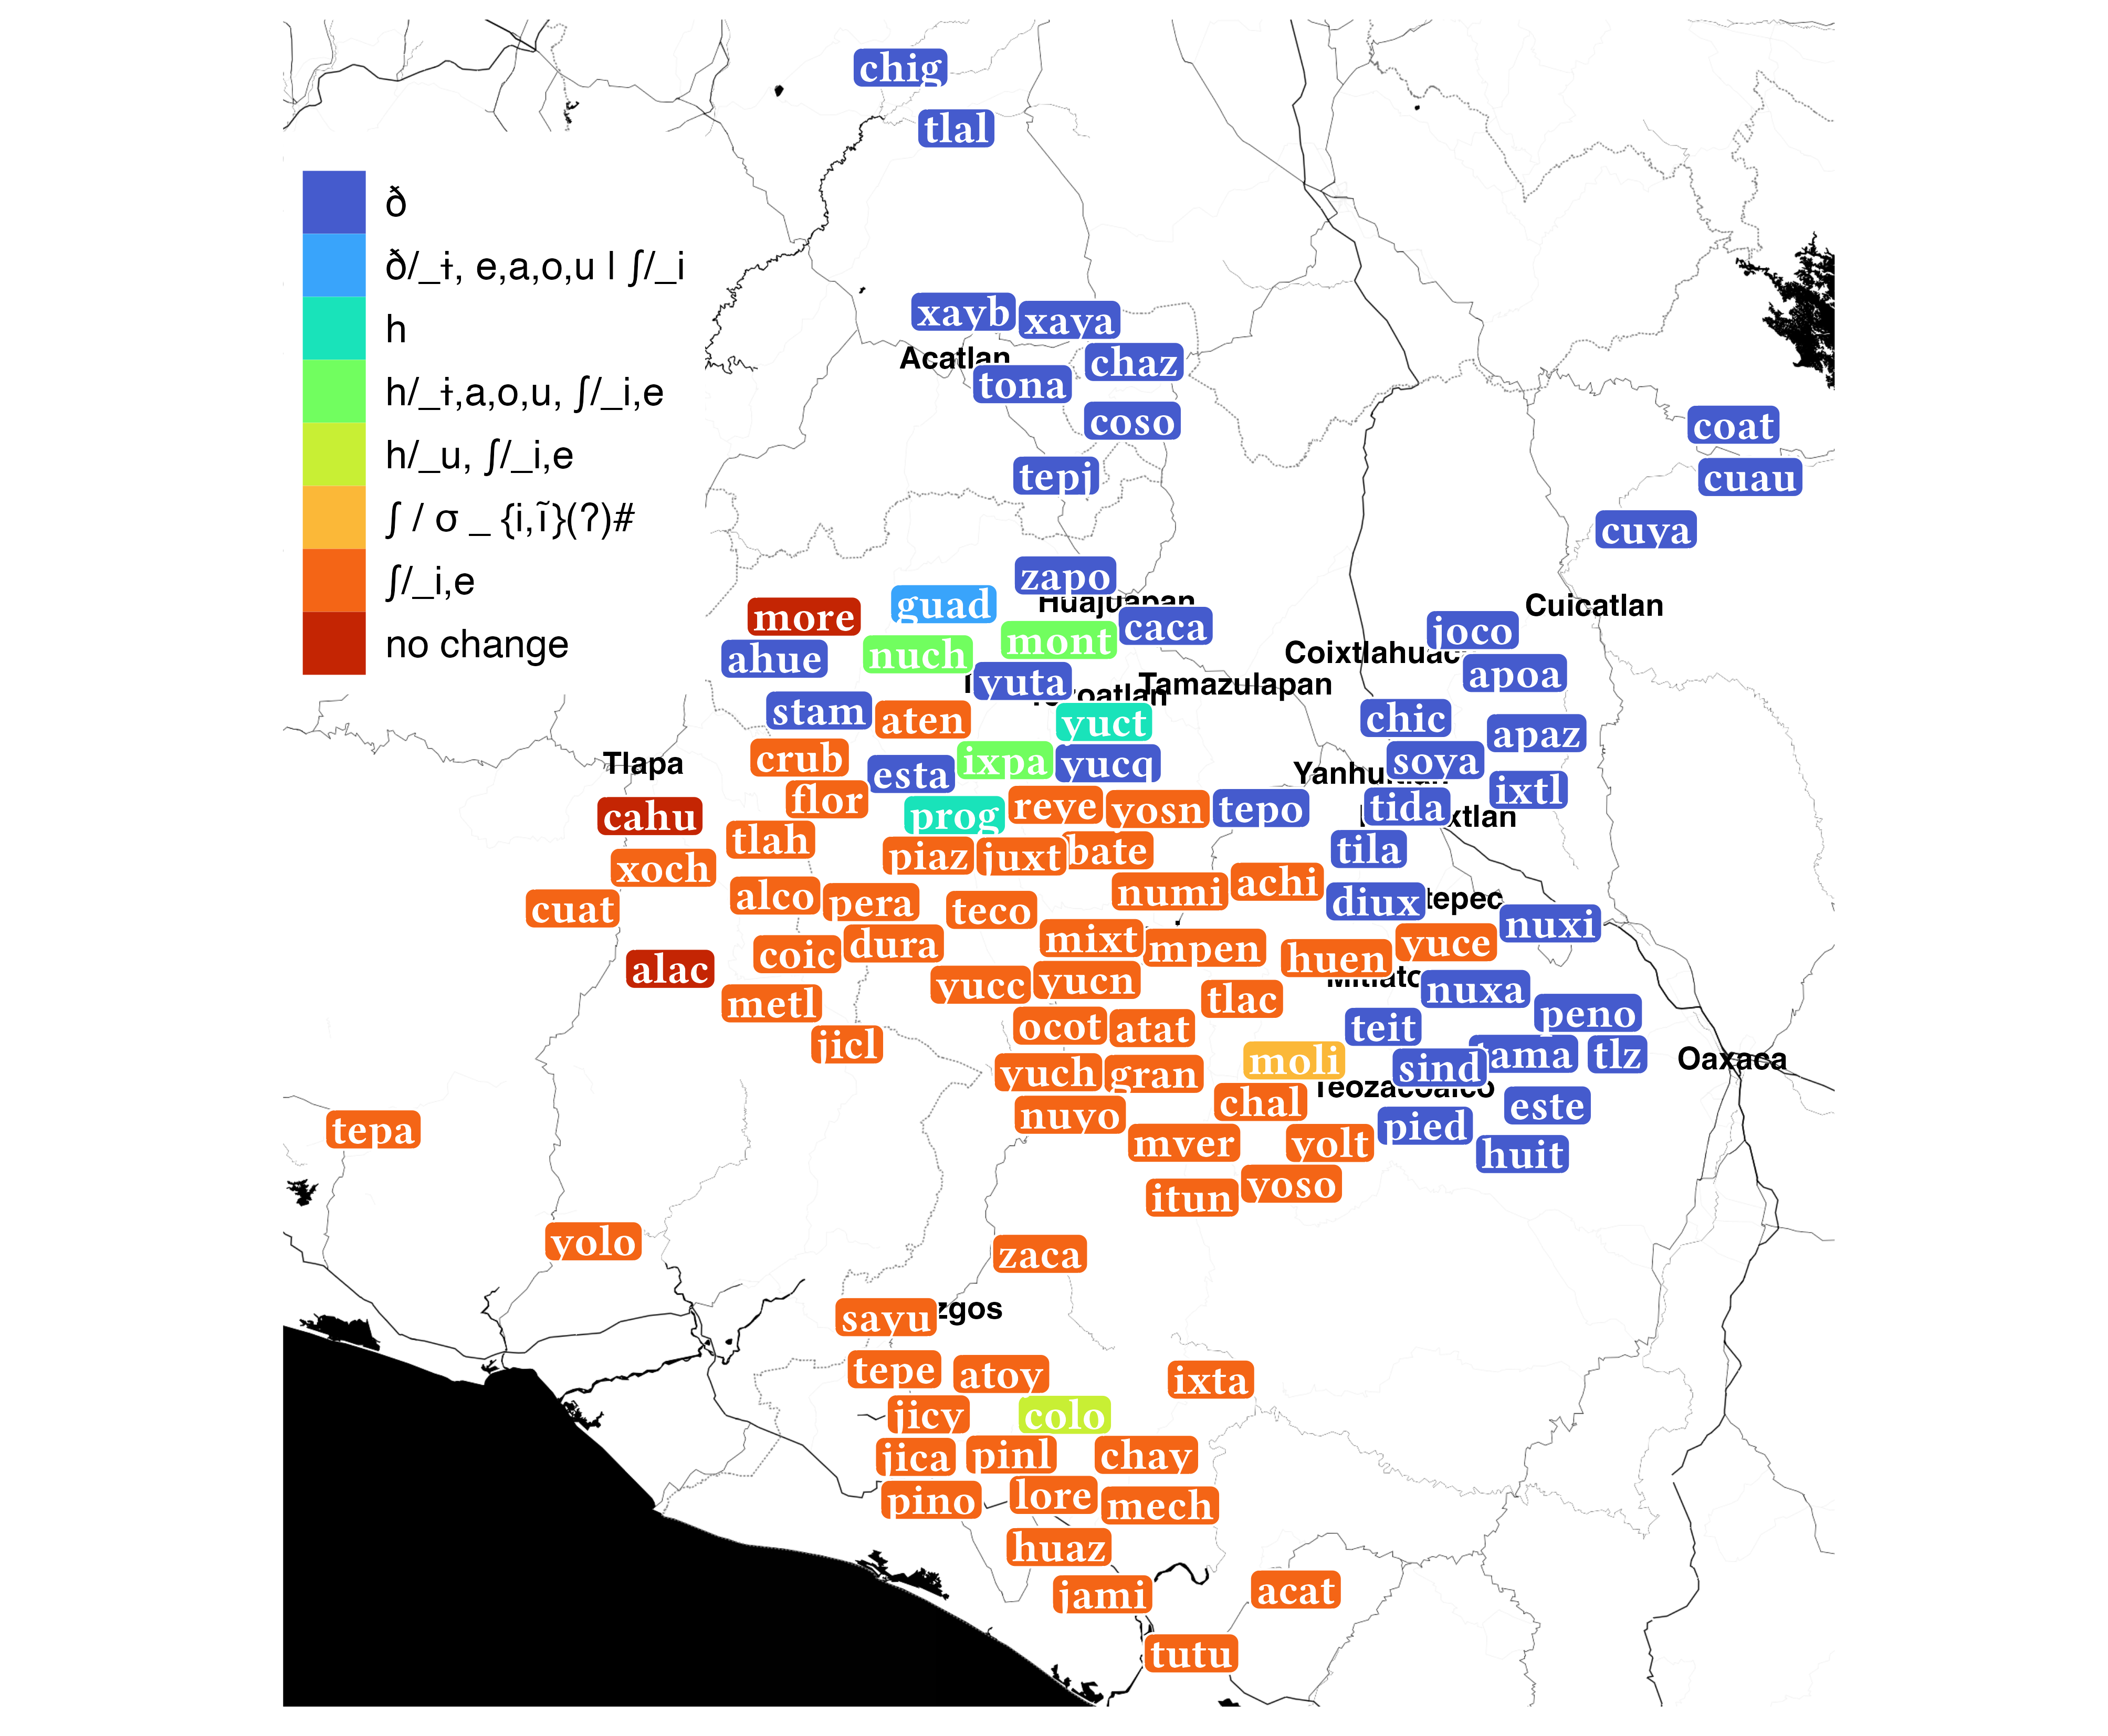 chig
tlal
ð
ð/_ɨ, e,a,o,u | ʃ/_i
h
h/_ɨ,a,o,u, ʃ/_i,e
h/_u, ʃ/_i,e
ʃ / σ _ {i,ĩ}(ʔ)#
ʃ/_i,e
no change
xayb xaya
Acatlan
chaz
tona
coso
tepj
coat
cuau
cuya
zapo
guad
Huajuapan
Cuicatlan
more
mont
caca
joco
ahue
nuch
Coixtlahuac
yuta
Tamazulapan
apoa
stam
aten
yuct
chic
apaz
crub
esta
ixpa
yucq
soya
Tlapa
Yanhuitlan
ixtl
flor
prog
reve
yosn
tepo
tida
xtlan
cahu
tlah
piaz
juxt
bate
tila
xoch
numi
achi
diux
tepec
cuat
alco
pera
teco
nuxi
dura
mixt
mpen
yuce
coic
huen
alac
yucc
yucn
nuxa
metl
tlac
peno
jicl
ocot
atat
teit
moli
sind
tama
tlz
Oaxaca
yuch
gran
Teozacoalco
nuyo
chal
este
tepa
mver
yolt
pied
huit
itun
yoso
yolo
zaca
sayu
zgos
tepe
atoy
ixta
jicy
colo
jica
pinl
chay
pino
lore
mech
huaz
jami
acat
tutu